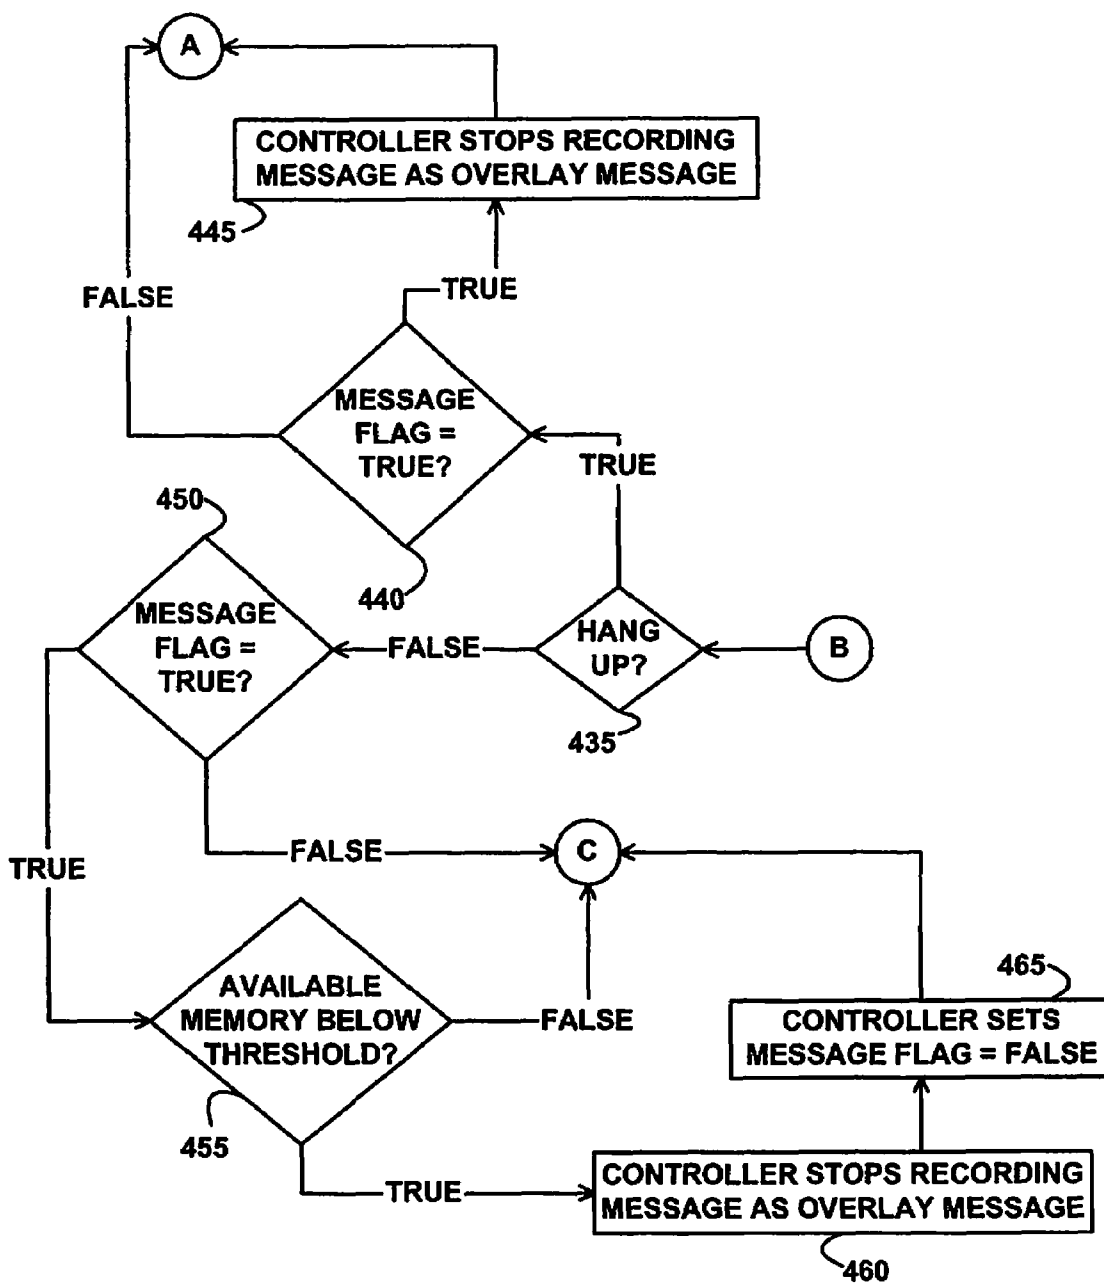 A
CONTROLLER STOPS RECORDING
MESSAGE AS OVERLAY MESSAGE
445
TRUE
FALSE
MESSAGE
FLAG =
TRUE?
TRUE
450
440
MESSAGE
FLAG =
TRUE?
FALSE
HANG
UP?
B
435
FALSE
C
TRUE
465
AVAILABLE
MEMORY BELOW
THRESHOLD?
FALSE
CONTROLLER SETS
MESSAGE FLAG = FALSE
455
TRUE
CONTROLLER STOPS RECORDING
MESSAGE AS OVERLAY MESSAGE
460